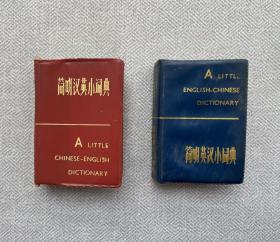 简明汉英小词典
A LITTLE
CHINESE-ENGLISH
DICTIONARY
A LITTLE
ENGLISH-CHINESE
DICTIONARY
简明英汉小词典